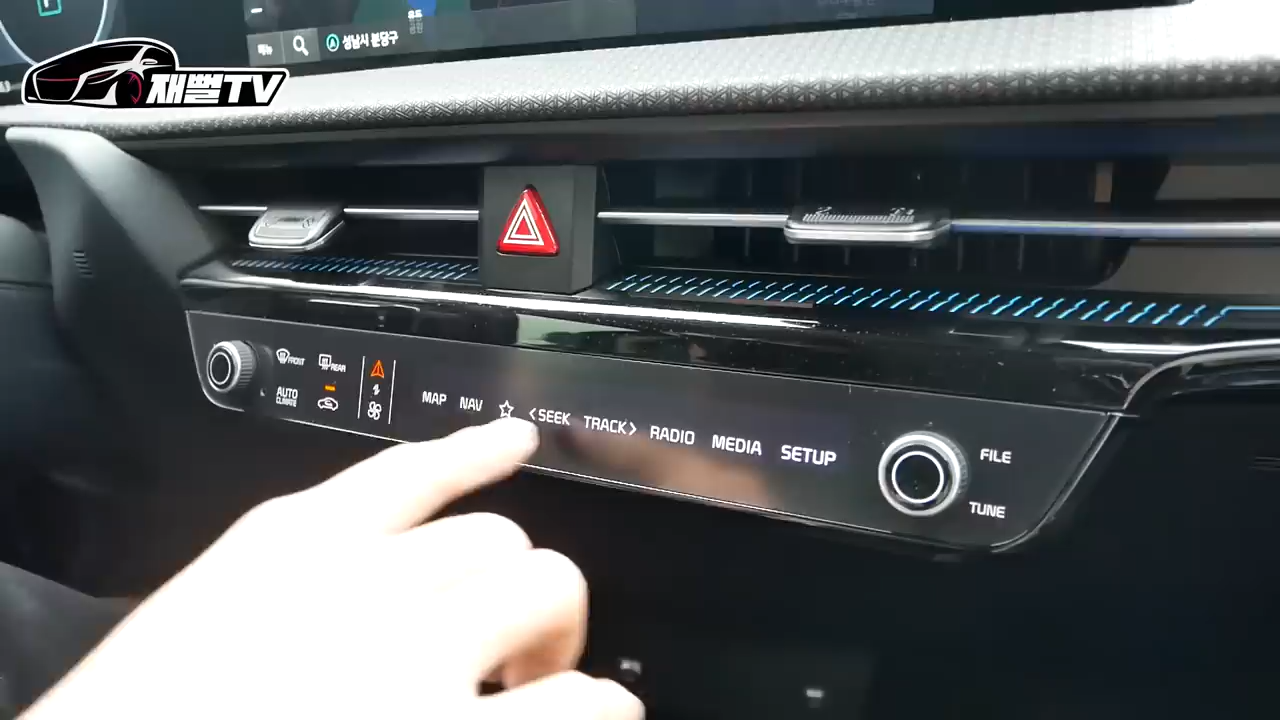 성남시 분당구
재뻘TV
FRONT
REAR
AUTO
CLIMATE
MAP NAV <SEEK TRACK> RADIO MEDIA SETUP
FILE
TUNE